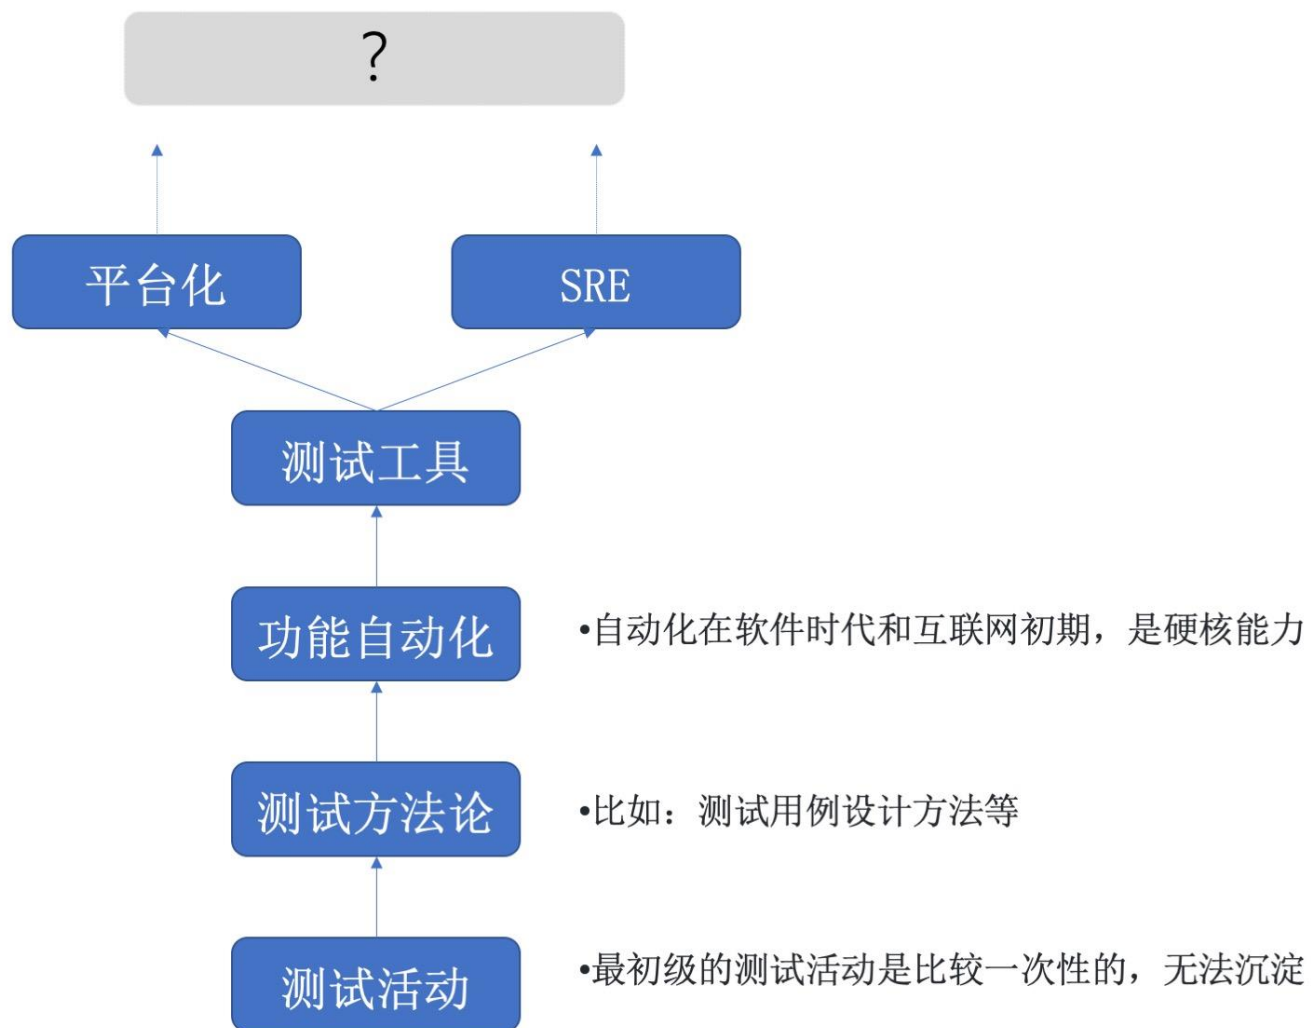 ？
平台化
SRE
测试工具
功能自动化
•自动化在软件时代和互联网初期，是硬核能力
测试方法论
•比如：测试用例设计方法等
测试活动
•最初级的测试活动是比较一次性的，无法沉淀